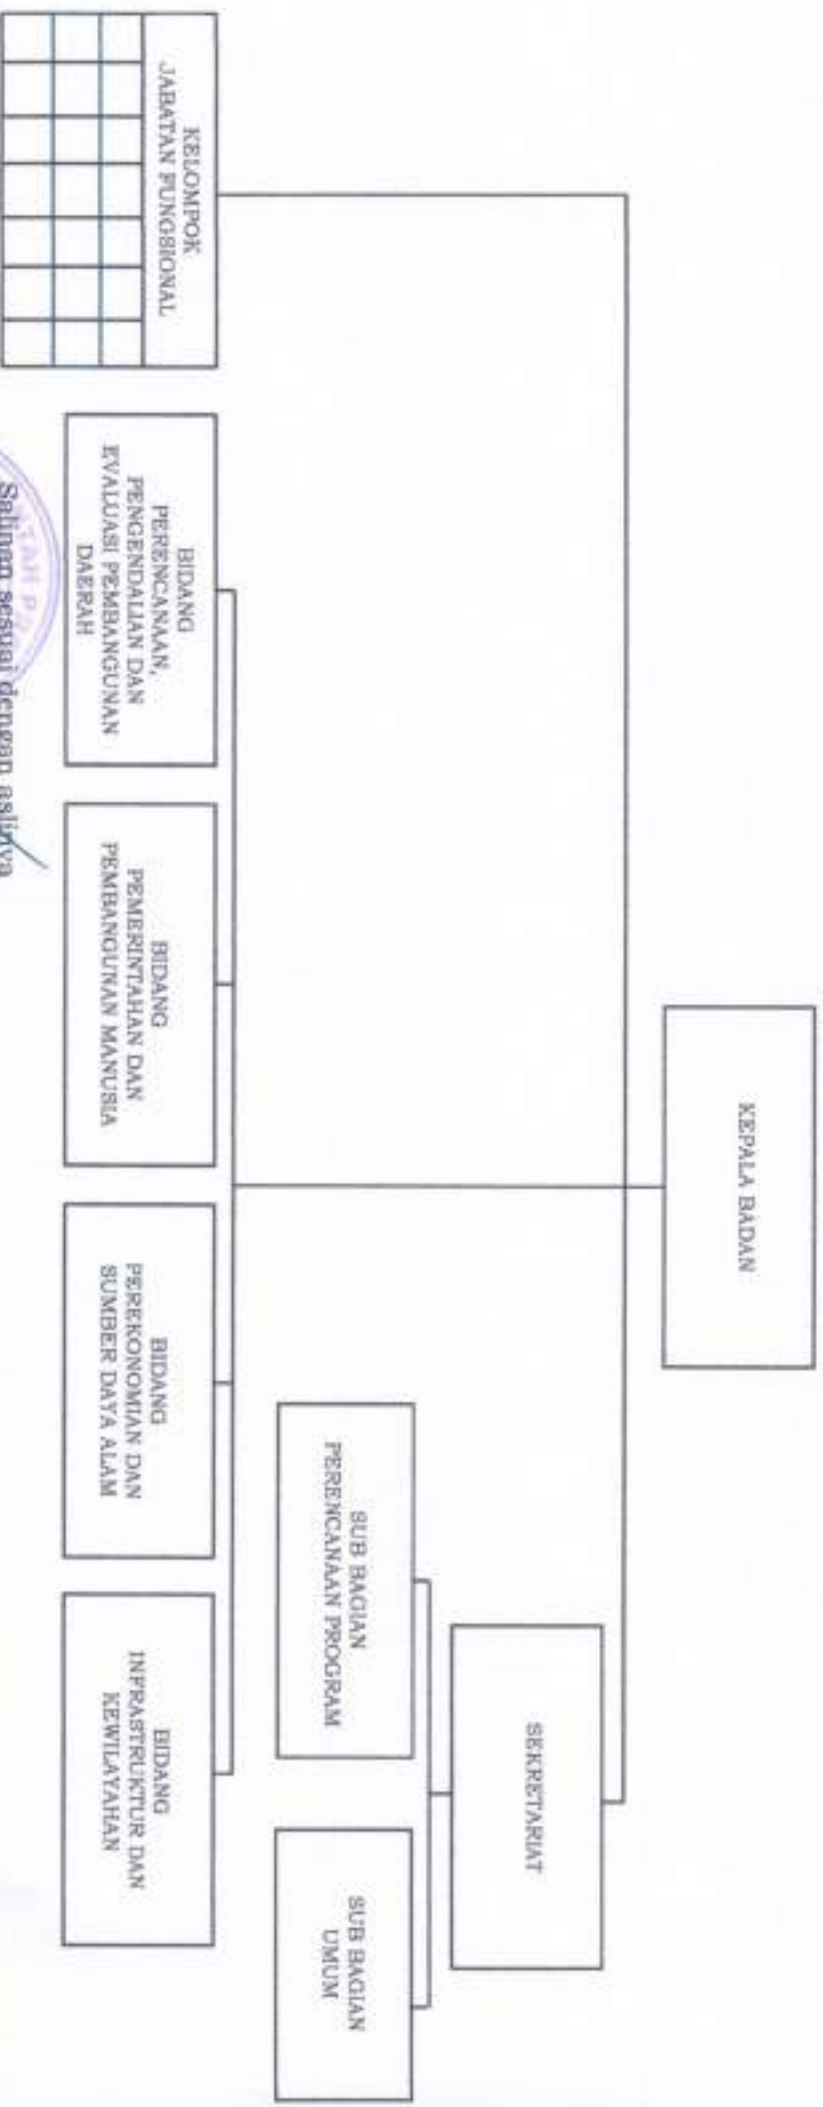 KEPALA BADAN
SEKRETARIAT
SUB BAGIAN
PERENCANAAN PROGRAM
SUB BAGIAN
UMUM
KELOMPOK
JABATAN FUNGSIONAL
BIDANG
PERENCANAAN,
PENGENDALIAN DAN
EVALUASI PEMBANGUNAN
DAERAH
BIDANG
PEMERINTAHAN DAN
PEMBANGUNAN MANUSIA
BIDANG
PEREKONOMIAN DAN
SUMBER DAYA ALAM
BIDANG
INFRASTRUKTUR DAN
KEWILAYAHAN
Salinan sesuai dengan aslinya